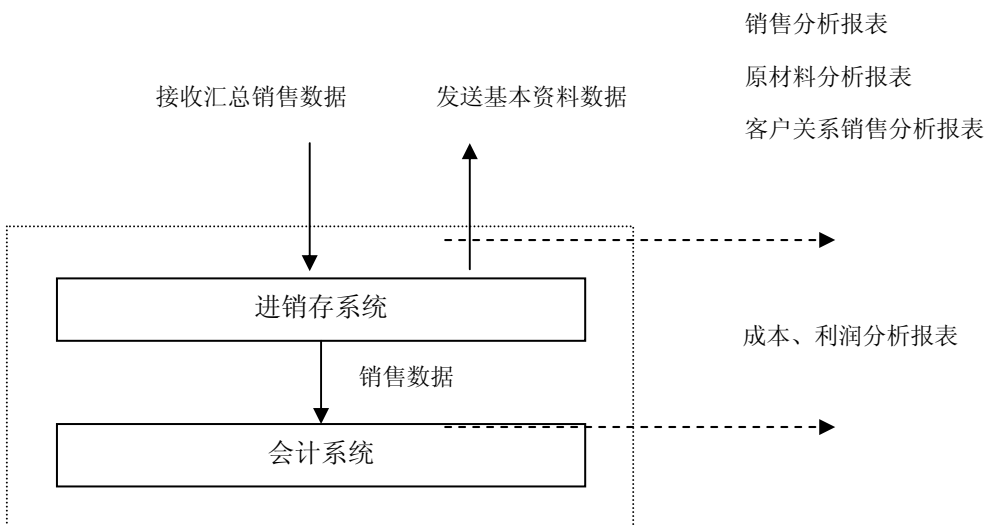 销售分析报表
原材料分析报表
接收汇总销售数据
发送基本资料数据
客户关系销售分析报表
进销存系统
成本、利润分析报表
销售数据
会计系统